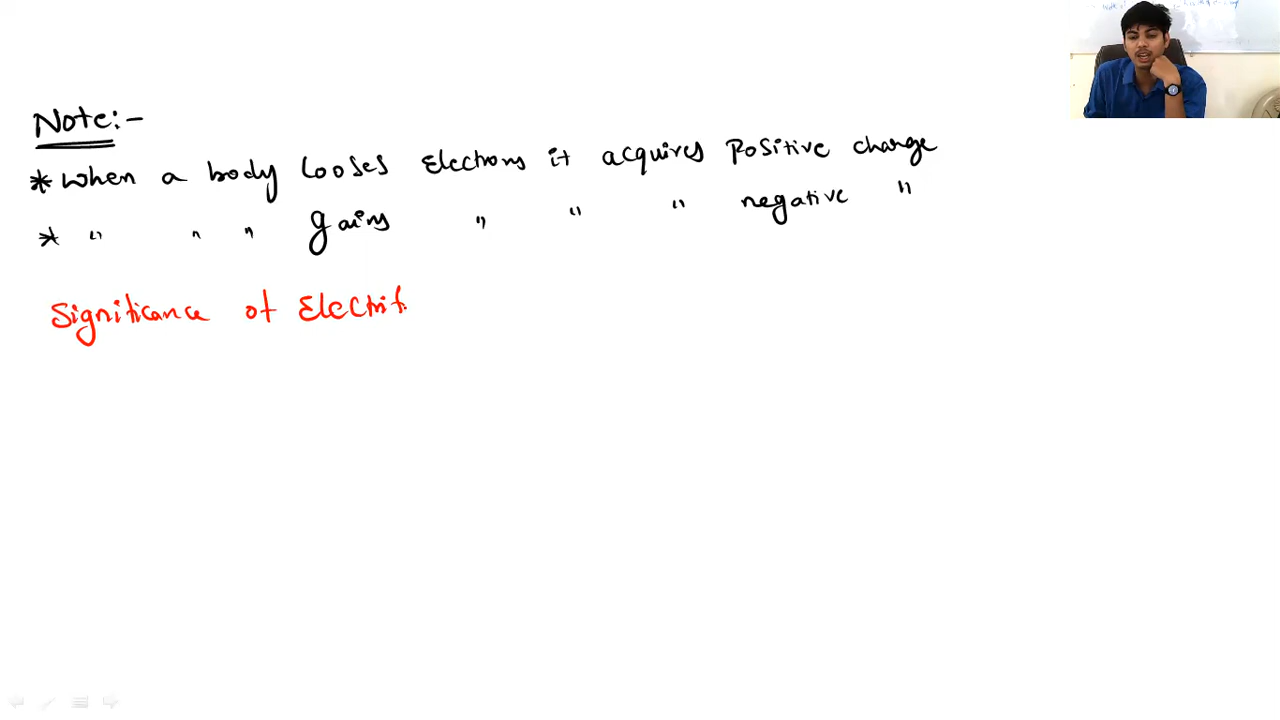 Note:-
* When a body Looses Electrons it acquires Positive charge
* " " " gains " " " negative "
Significance of Electrif